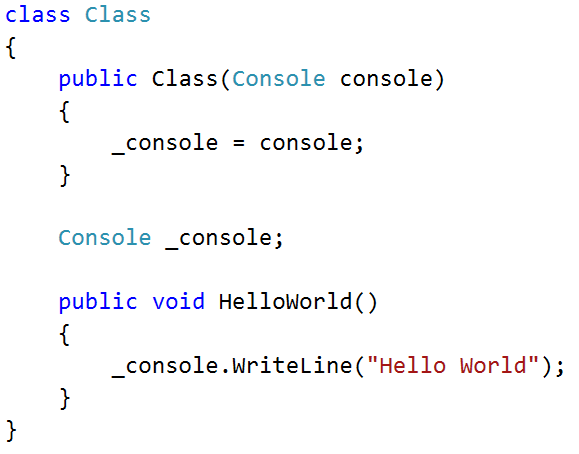 class Class
{
    public Class(Console console)
    {
        _console = console;
    }

    Console _console;

    public void HelloWorld()
    {
        _console.WriteLine("Hello World");
    }
}